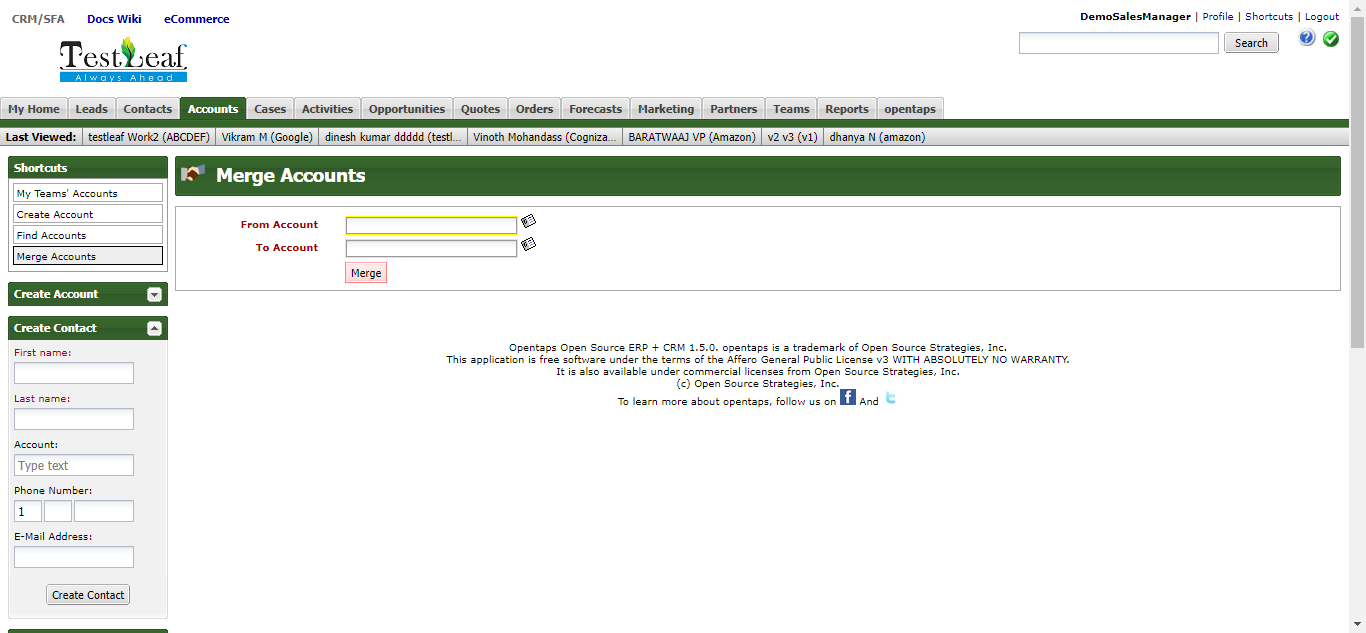 CRM/SFA Docs Wiki eCommerce
DemoSalesManager | Profile | Shortcuts | Logout
Search
TestLeaf
Always Ahead
My Home Leads Contacts Accounts Cases Activities Opportunities Quotes Orders Forecasts Marketing Partners Teams Reports opentaps
Last Viewed: testleaf Work2 (ABCDEF) Vikram M (Google) dinesh kumar ddddd (testl... Vinoth Mohandass (Cogniza... BARATWAAJ VP (Amazon) v2 v3 (v1) dhanya N (amazon)
Shortcuts
My Teams' Accounts
Create Account
Find Accounts
Merge Accounts
Create Account
Create Contact
First name:
Last name:
Account:
Type text
Phone Number:
1
E-Mail Address:
Create Contact
Merge Accounts
From Account
To Account
Merge
Opentaps Open Source ERP + CRM 1.5.0. opentaps is a trademark of Open Source Strategies, Inc.
This application is free software under the terms of the Affero General Public License v3 WITH ABSOLUTELY NO WARRANTY.
It is also available under commercial licenses from Open Source Strategies, Inc.
(c) Open Source Strategies, Inc.
To learn more about opentaps, follow us on f And t